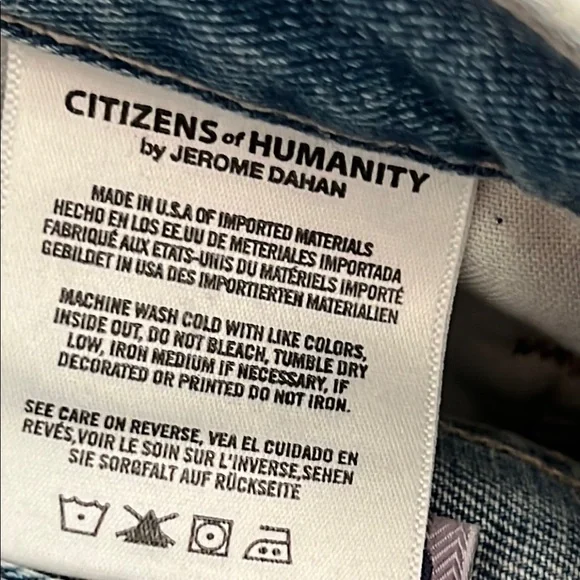 CITIZENS of HUMANITY
by JEROME DAHAN
MADE IN U.S.A OF IMPORTED MATERIALS
HECHO EN LOS EE.UU DE METERIALES IMPORTADA
FABRIQUÉ AUX ETATS-UNIS DU MATÉRIELS IMPORTÉ
GEBILDET IN USA DES IMPORTIERTEN MATERIALIEN
MACHINE WASH COLD WITH LIKE COLORS,
INSIDE OUT, DO NOT BLEACH, TUMBLE DRY
LOW, IRON MEDIUM IF NECESSARY, IF
DECORATED OR PRINTED DO NOT IRON.
SEE CARE ON REVERSE, VEA EL CUIDADO EN
REVÉS,VOIR LE SOIN SUR L'INVERSE,SEHEN
SIE SORGFALT AUF RÜCKSEITE